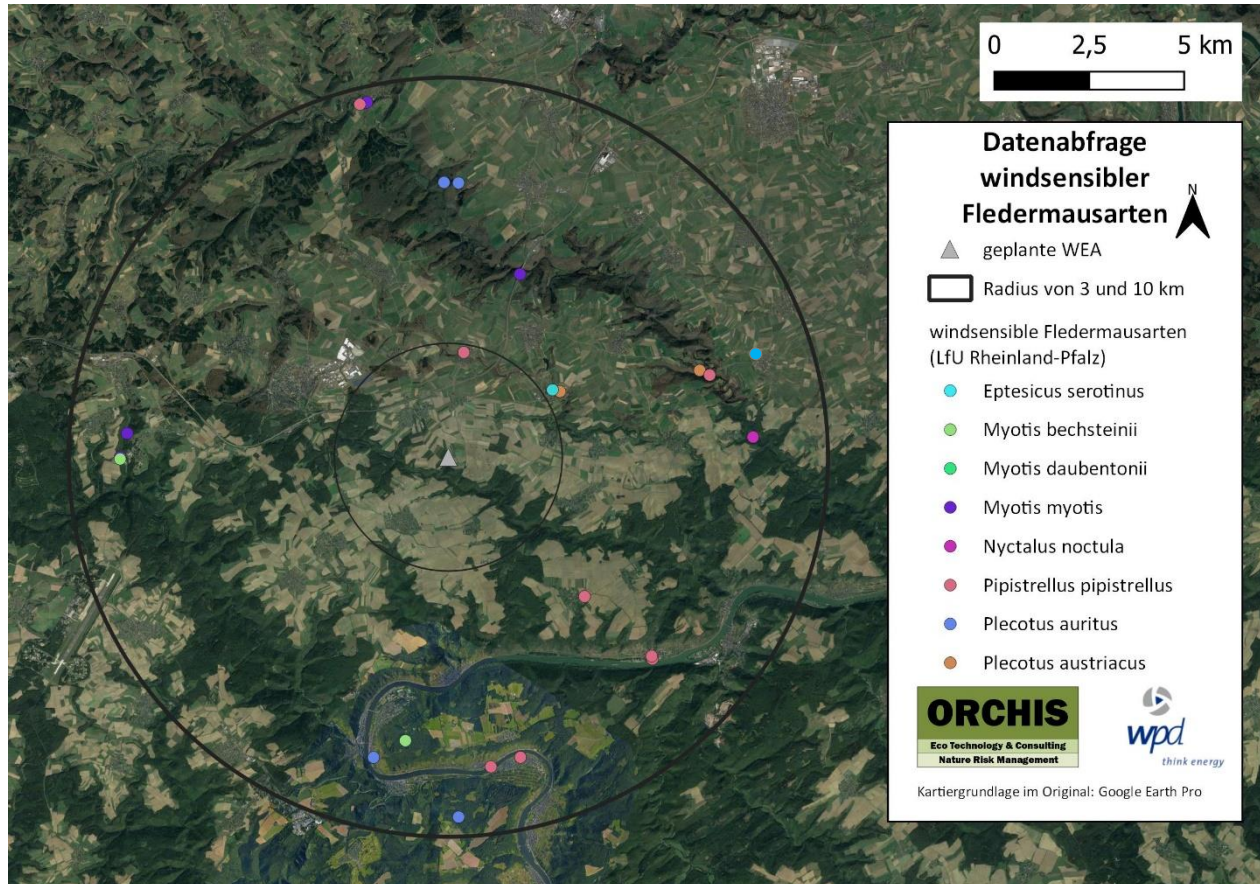 0 2,5 5 km
Datenabfrage
windsensibler
Fledermausarten
N
geplante WEA
Radius von 3 und 10 km
windsensible Fledermausarten
(LfU Rheinland-Pfalz)
Eptesicus serotinus
Myotis bechsteinii
Myotis daubentonii
Myotis myotis
Nyctalus noctula
Pipistrellus pipistrellus
Plecotus auritus
Plecotus austriacus
ORCHIS
Eco Technology & Consulting
Nature Risk Management
wpd
think energy
Kartiergrundlage im Original: Google Earth Pro